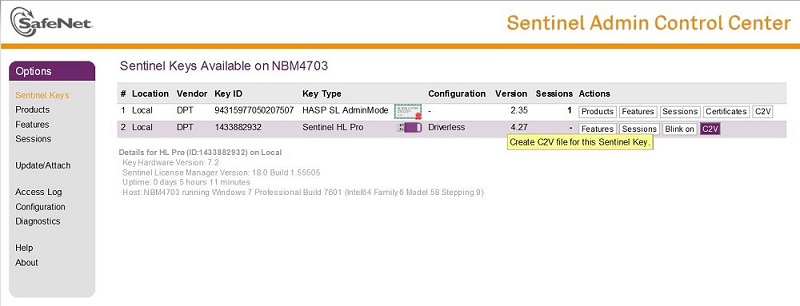 SafeNet.
Sentinel Admin Control Center
Options
Sentinel Keys
Products
Features
Sessions
Update/Attach
Access Log
Configuration
Diagnostics
Help
About
Sentinel Keys Available on NBM4703
# Location Vendor Key ID Key Type Configuration Version Sessions Actions
1 Local DPT 94315977050207507 HASP SL AdminMode - 2.35 1 Products Features Sessions Certificates C2V
2 Local DPT 1433882932 Sentinel HL Pro Driverless 4.27 - Features Sessions Blink on C2V
Create C2V file for this Sentinel Key.
Details for HL Pro (ID:1433882932) on Local
Key Hardware Version: 7.2
Sentinel License Manager Version: 18.0 Build 1.55505
Uptime: 0 days 5 hours 11 minutes
Host: NBM4703 running Windows 7 Professional Build 7601 (Intel64 Family 6 Model 58 Stepping 9)